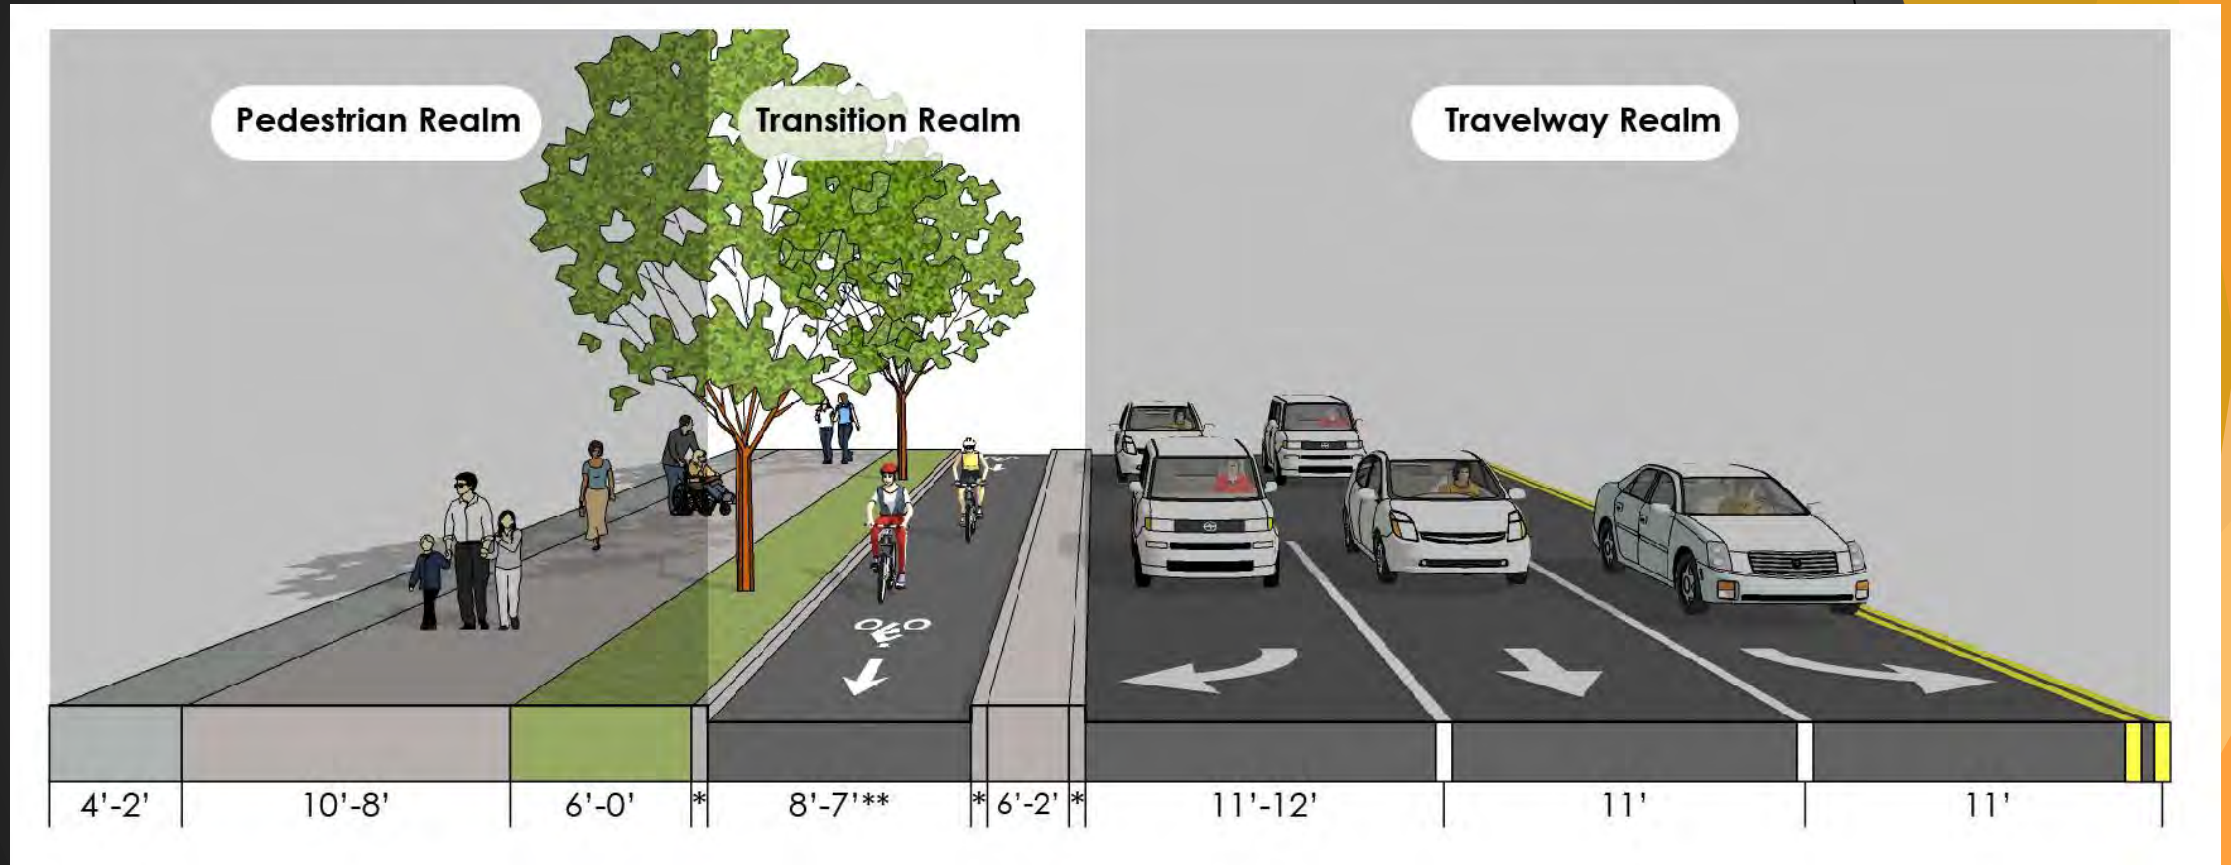 Pedestrian Realm
Transition Realm
Travelway Realm
4'-2' 10'-8' 6'-0' * 8'-7'** * 6'-2' * 11'-12' 11' 11'